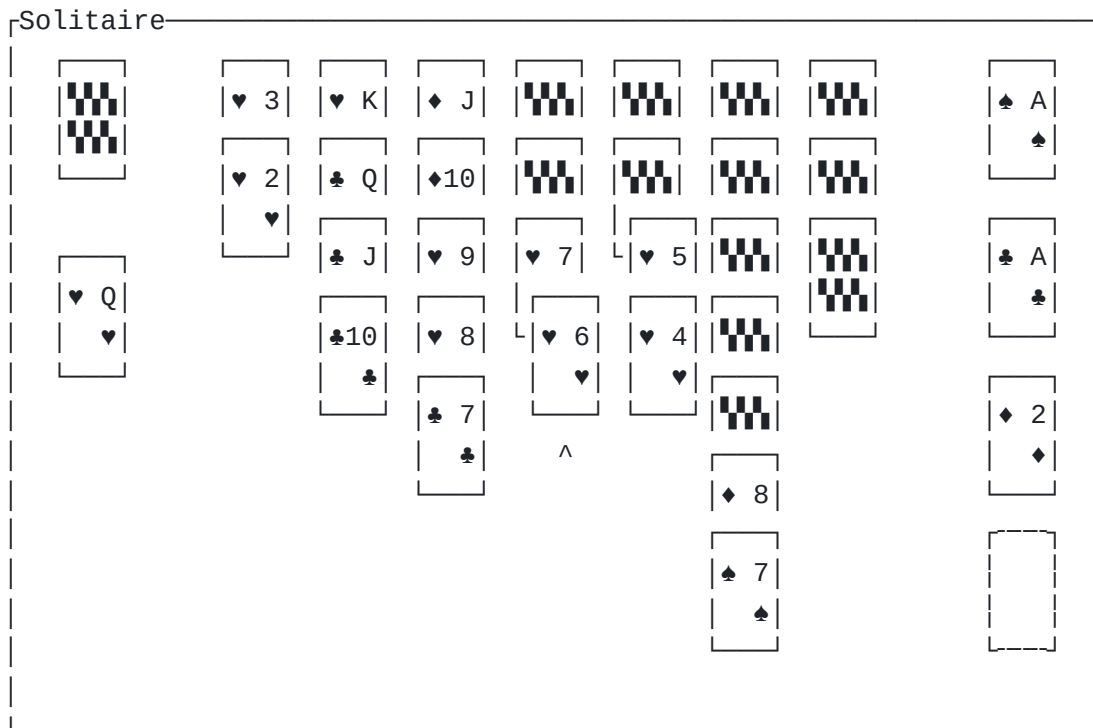 Solitaire
♥ 3 ♥ K ♦ J ♠ A
♠
♥ 2 ♣ Q ♦10
♥
♣ J ♥ 9 ♥ 7 ♥ 5 ♣ A
♥ Q ♣
♥ ♣10 ♥ 8 ♥ 6 ♥ 4
♣ ♥ ♥
♣ 7 ♦ 2
♣ ^ ♦
♦ 8
♠ 7
♠